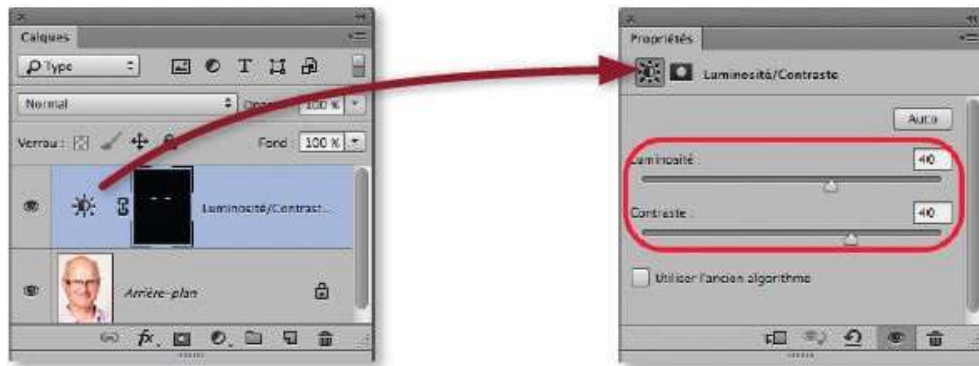 Calques
Type
Normal
100 %
Verrou :
Fond : 100 %
Luminosité/Contrast...
Arrière-plan
fx
Propriétés
Luminosité/Contraste
Auto
Luminosité :
40
Contraste :
40
Utiliser l'ancien algorithme